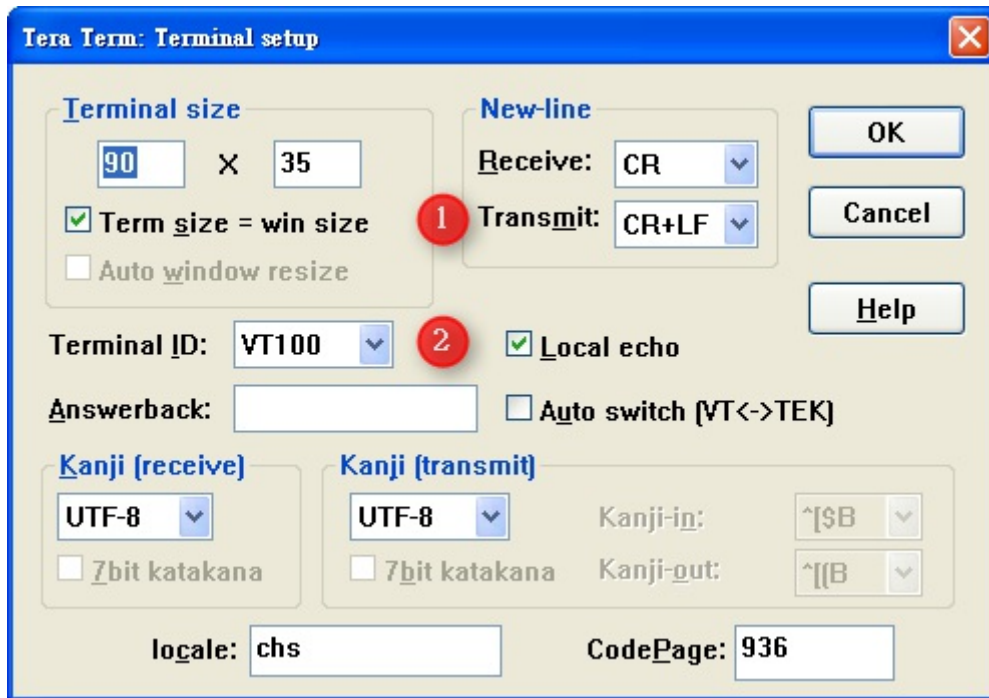 Tera Term: Terminal setup
Terminal size
90 X 35
Term size = win size
Auto window resize
New-line
Receive: CR
1 Transmit: CR+LF
OK
Cancel
Help
Terminal ID: VT100
2 Local echo
Answerback:
Auto switch (VT<->TEK)
Kanji (receive)
UTF-8
7bit katakana
Kanji (transmit)
UTF-8
7bit katakana
Kanji-in: ^[$B
Kanji-out: ^[(B
locale: chs
CodePage: 936